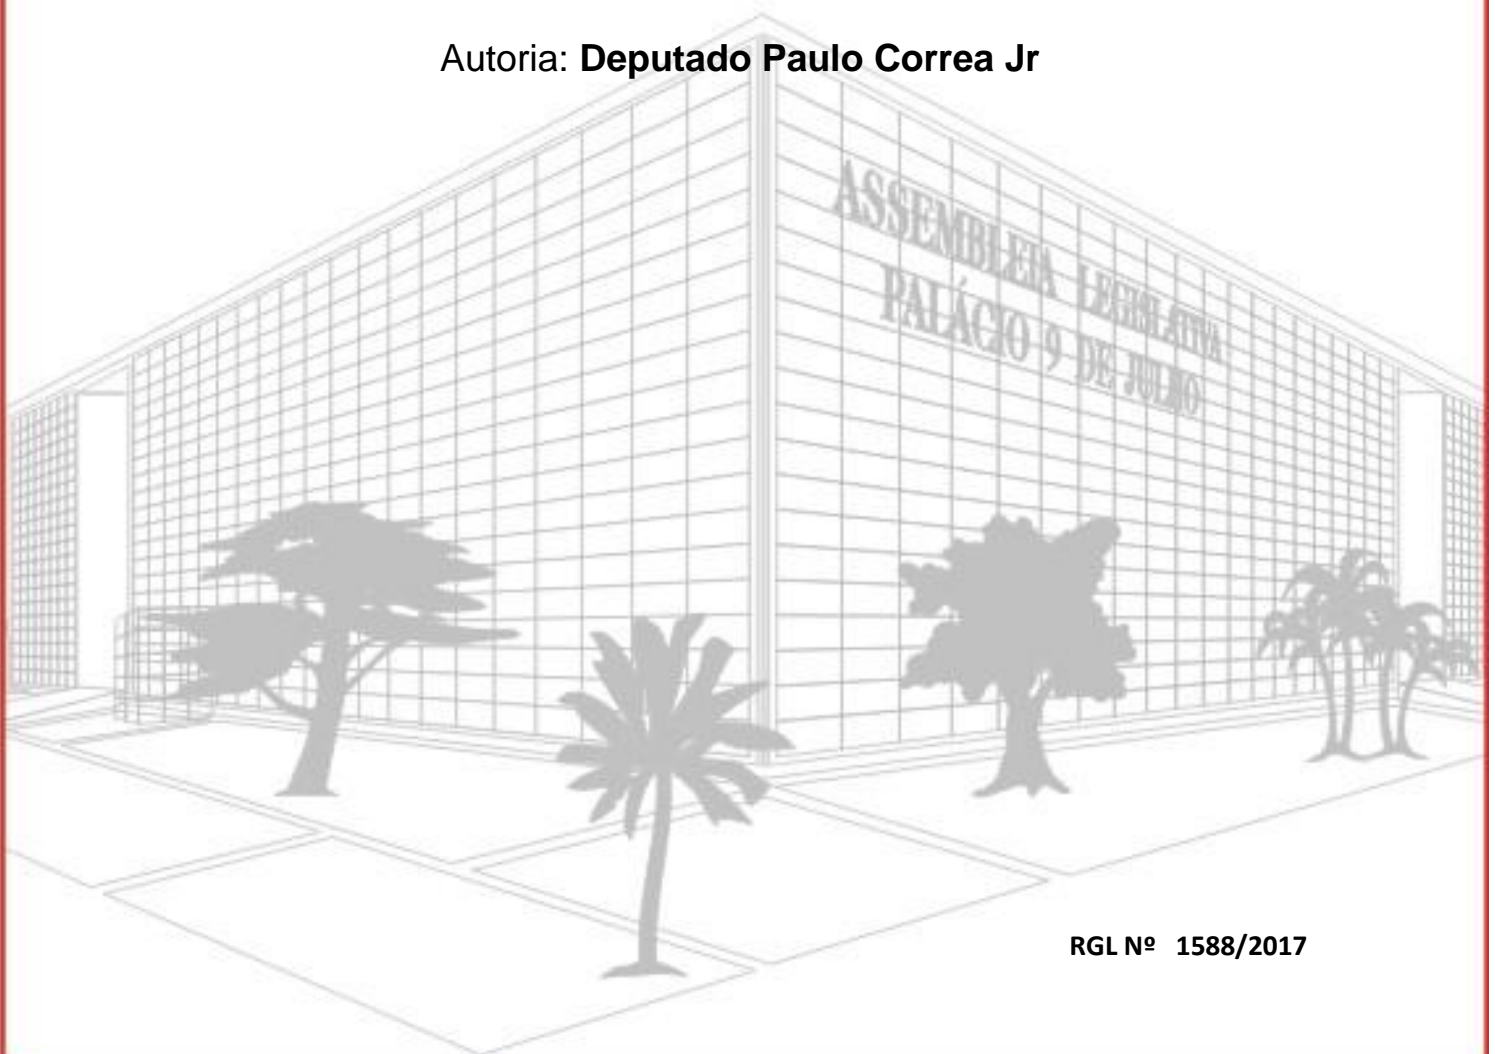 Autoria: Deputado Paulo Correa Jr
ASSEMBLEIA LEGISLATIVA
PALÁCIO 9 DE JULHO
RGL Nº 1588/2017